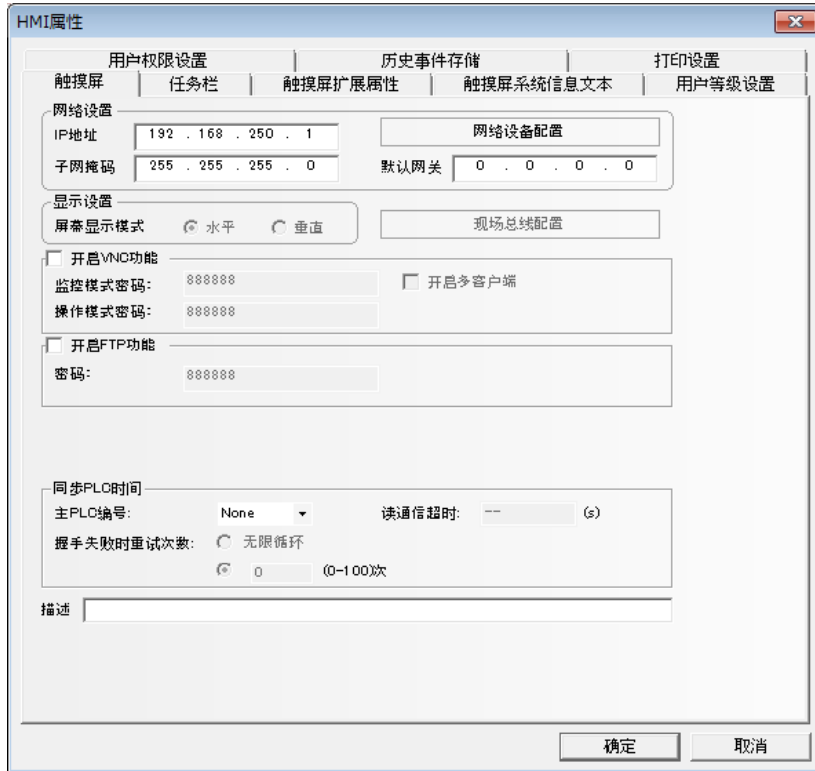 HMI属性
用户权限设置 历史事件存储 打印设置
触摸屏 任务栏 触摸屏扩展属性 触摸屏系统信息文本 用户等级设置
网络设置
IP地址 192 . 168 . 250 . 1 网络设备配置
子网掩码 255 . 255 . 255 . 0 默认网关 0 . 0 . 0 . 0
显示设置
屏幕显示模式 水平 垂直 现场总线配置
开启VNC功能
监控模式密码: 888888 开启多客户端
操作模式密码: 888888
开启FTP功能
密码: 888888
同步PLC时间
主PLC编号: None 读通信超时: -- (s)
握手失败时重试次数: 无限循环
0 (0-100)次
描述
确定 取消